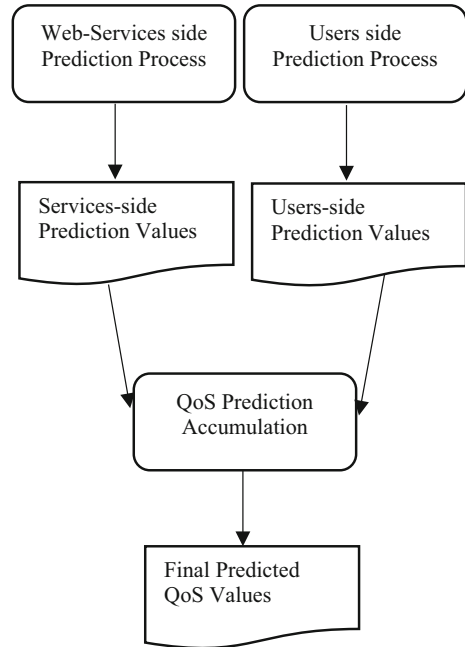 Web-Services side
Prediction Process
Users side
Prediction Process
Services-side
Prediction Values
Users-side
Prediction Values
QoS Prediction
Accumulation
Final Predicted
QoS Values